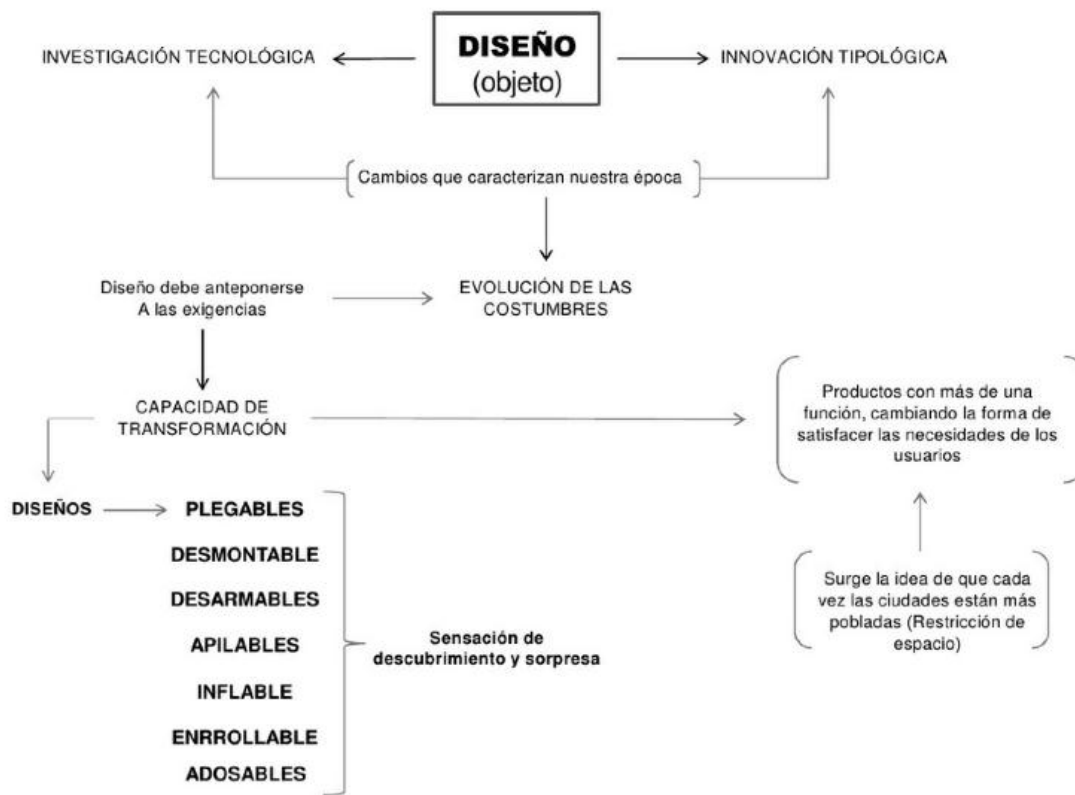 DISEÑO
(objeto)
INVESTIGACIÓN TECNOLÓGICA
INNOVACIÓN TIPOLÓGICA
Cambios que caracterizan nuestra época
Diseño debe anteponerse
A las exigencias
EVOLUCIÓN DE LAS
COSTUMBRES
CAPACIDAD DE
TRANSFORMACIÓN
Productos con más de una
función, cambiando la forma de
satisfacer las necesidades de los
usuarios
DISEÑOS
PLEGABLES
DESMONTABLE
DESARMABLES
APILABLES
INFLABLE
ENRROLLABLE
ADOSABLES
Sensación de
descubrimiento y sorpresa
Surge la idea de que cada
vez las ciudades están más
pobladas (Restricción de
espacio)